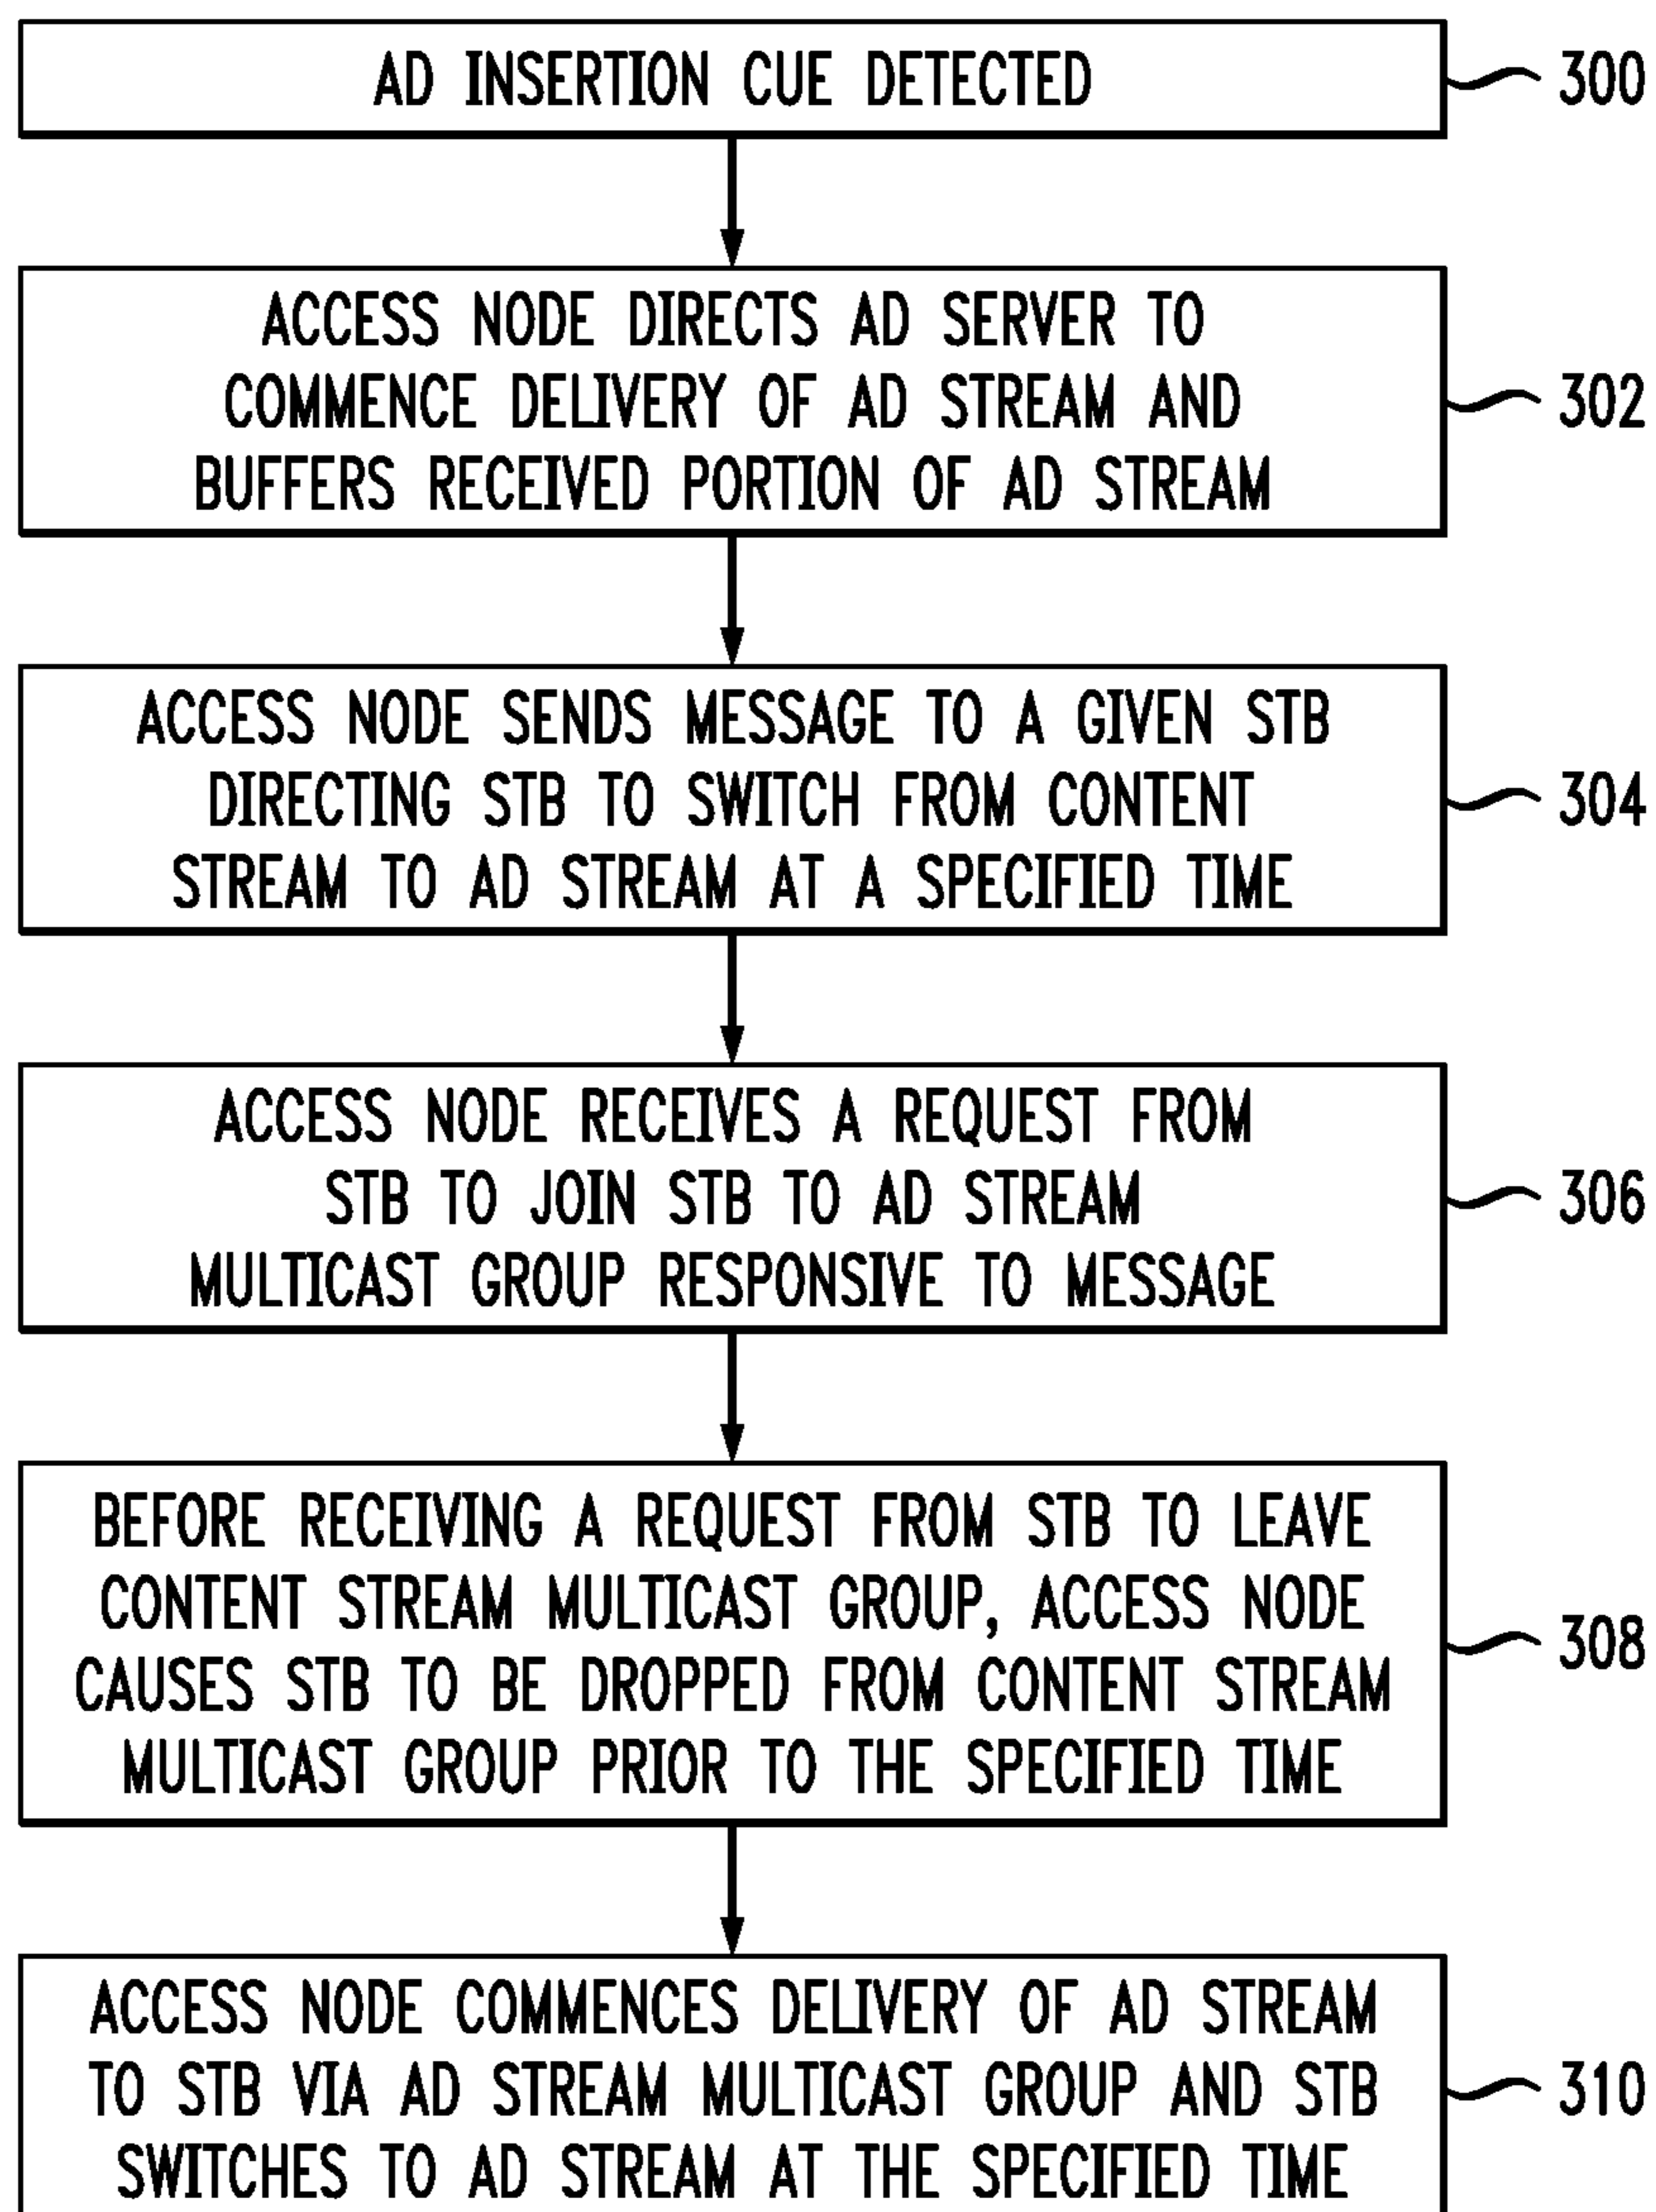 AD INSERTION CUE DETECTED
300
ACCESS NODE DIRECTS AD SERVER TO
COMMENCE DELIVERY OF AD STREAM AND
BUFFERS RECEIVED PORTION OF AD STREAM
302
ACCESS NODE SENDS MESSAGE TO A GIVEN STB
DIRECTING STB TO SWITCH FROM CONTENT
STREAM TO AD STREAM AT A SPECIFIED TIME
304
ACCESS NODE RECEIVES A REQUEST FROM
STB TO JOIN STB TO AD STREAM
MULTICAST GROUP RESPONSIVE TO MESSAGE
306
BEFORE RECEIVING A REQUEST FROM STB TO LEAVE
CONTENT STREAM MULTICAST GROUP, ACCESS NODE
CAUSES STB TO BE DROPPED FROM CONTENT STREAM
MULTICAST GROUP PRIOR TO THE SPECIFIED TIME
308
ACCESS NODE COMMENCES DELIVERY OF AD STREAM
TO STB VIA AD STREAM MULTICAST GROUP AND STB
SWITCHES TO AD STREAM AT THE SPECIFIED TIME
310